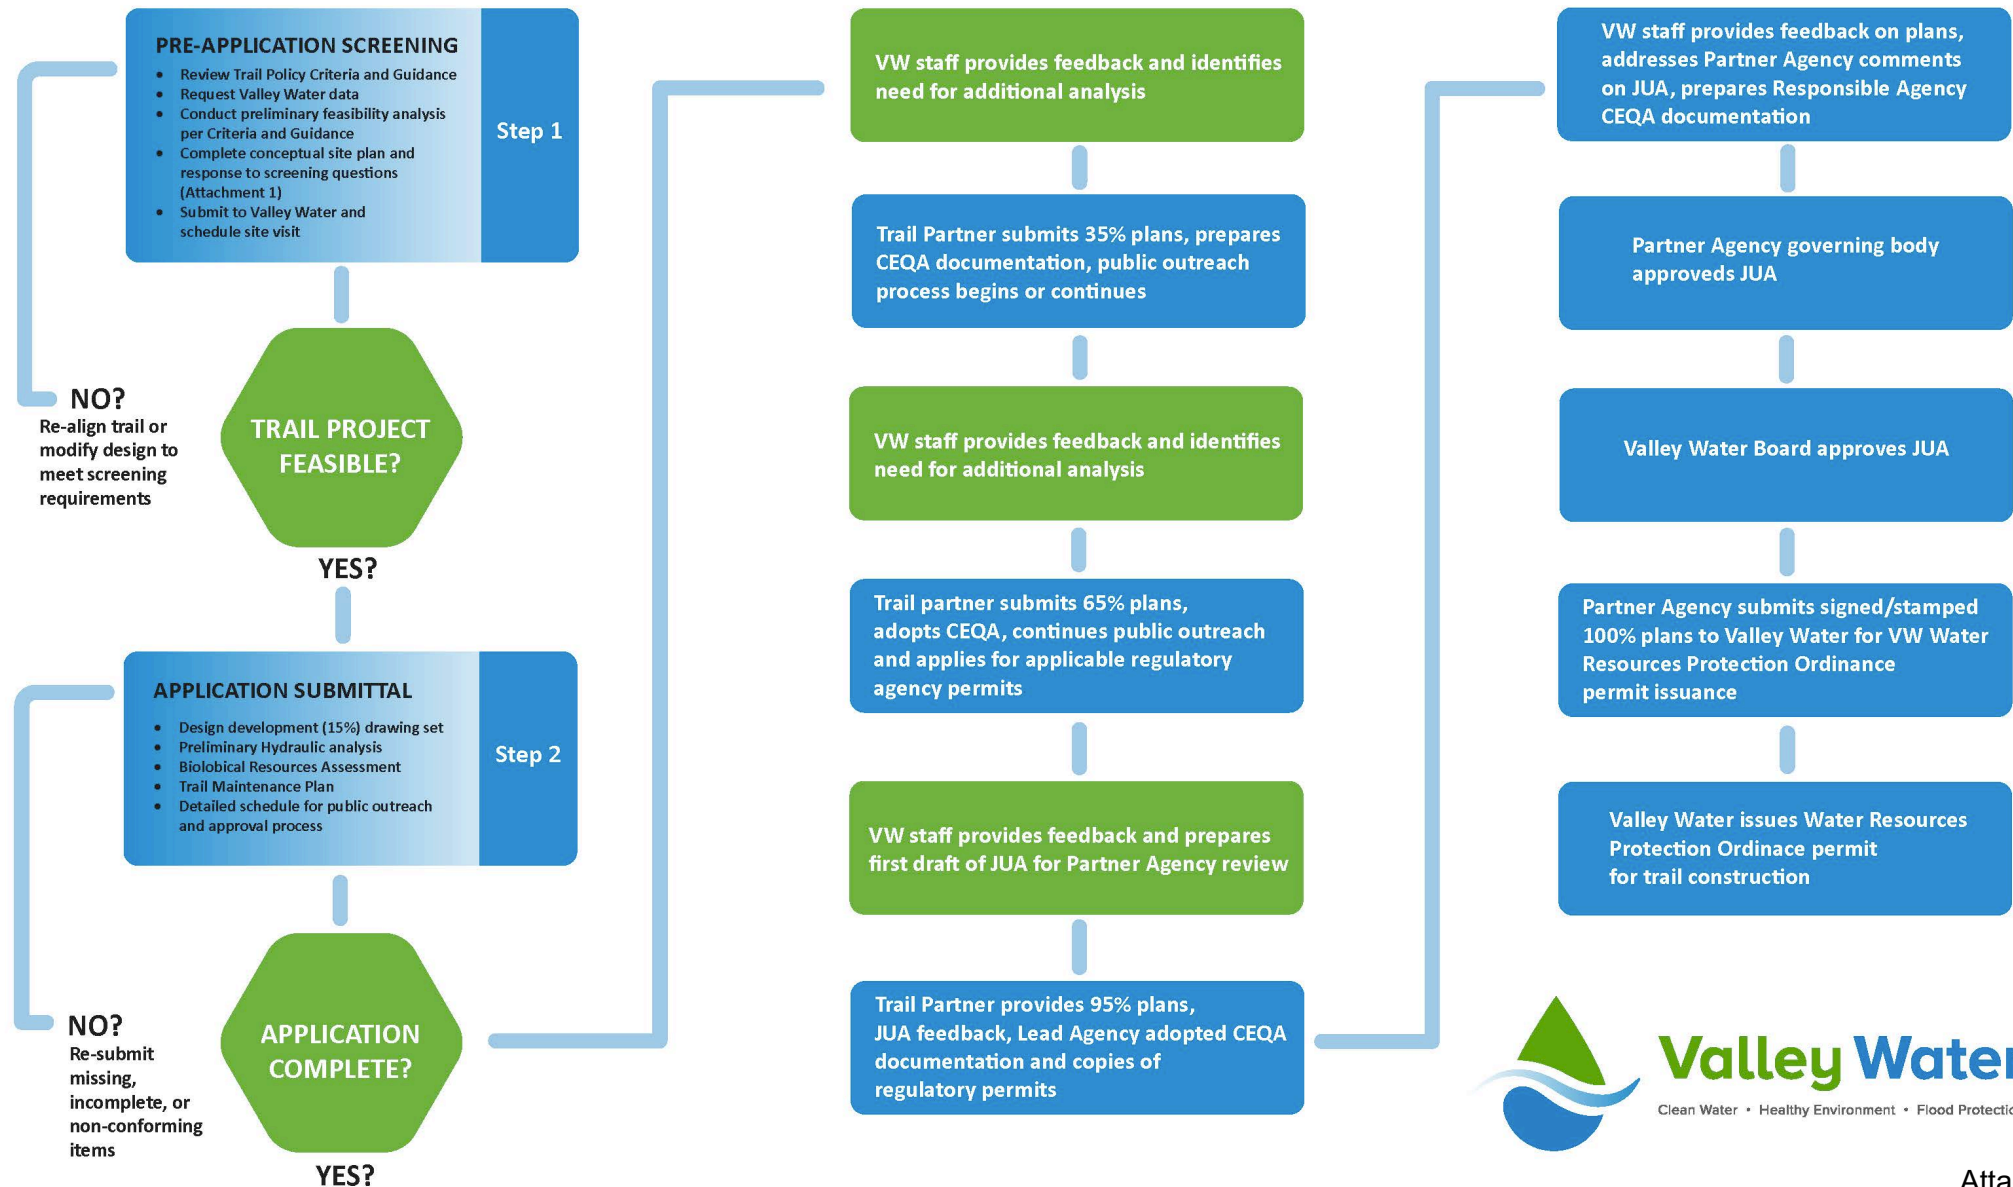 PRE-APPLICATION SCREENING
• Review Trail Policy Criteria and Guidance
• Request Valley Water data
• Conduct preliminary feasibility analysis
per Criteria and Guidance
• Complete conceptual site plan and
response to screening questions
(Attachment 1)
• Submit to Valley Water and
schedule site visit
Step 1
NO?
Re-align trail or
modify design to
meet screening
requirements
TRAIL PROJECT
FEASIBLE?
YES?
APPLICATION SUBMITTAL
• Design development (15%) drawing set
• Preliminary Hydraulic analysis
• Biolobical Resources Assessment
• Trail Maintenance Plan
• Detailed schedule for public outreach
and approval process
Step 2
NO?
Re-submit
missing,
incomplete, or
non-conforming
items
APPLICATION
COMPLETE?
YES?
VW staff provides feedback and identifies
need for additional analysis
Trail Partner submits 35% plans, prepares
CEQA documentation, public outreach
process begins or continues
VW staff provides feedback and identifies
need for additional analysis
Trail partner submits 65% plans,
adopts CEQA, continues public outreach
and applies for applicable regulatory
agency permits
VW staff provides feedback and prepares
first draft of JUA for Partner Agency review
Trail Partner provides 95% plans,
JUA feedback, Lead Agency adopted CEQA
documentation and copies of
regulatory permits
VW staff provides feedback on plans,
addresses Partner Agency comments
on JUA, prepares Responsible Agency
CEQA documentation
Partner Agency governing body
approveds JUA
Valley Water Board approves JUA
Partner Agency submits signed/stamped
100% plans to Valley Water for VW Water
Resources Protection Ordinance
permit issuance
Valley Water issues Water Resources
Protection Ordinace permit
for trail construction
Valley Water
Clean Water • Healthy Environment • Flood Protectio
Atta